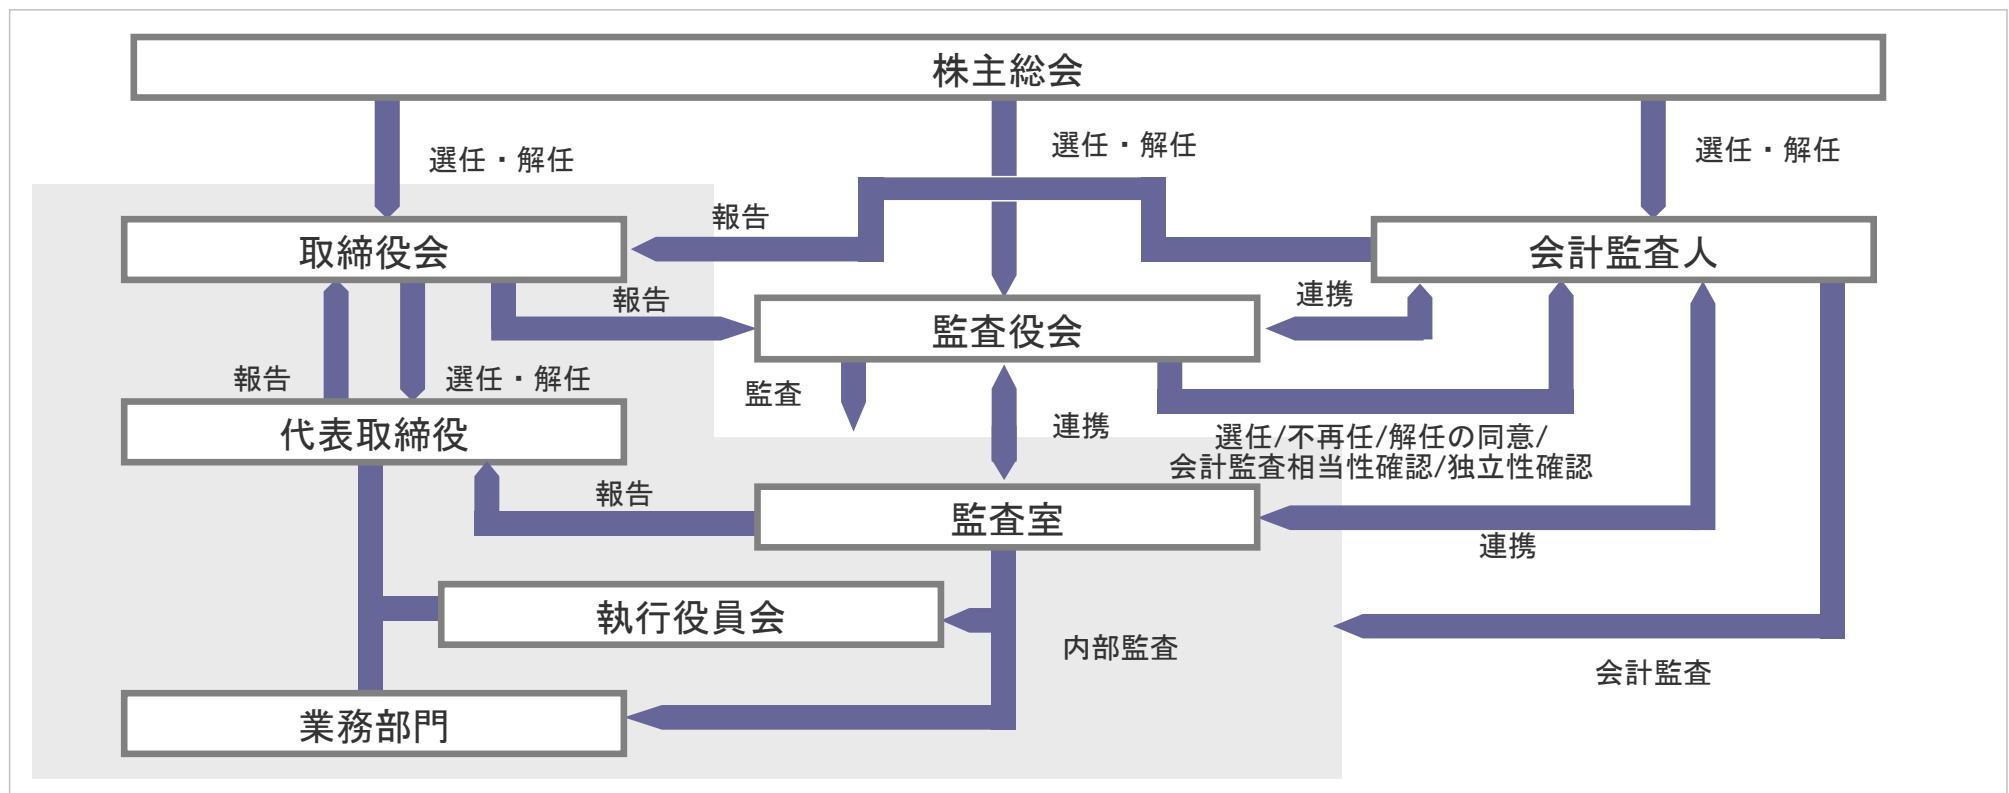 株主総会
選任・解任
選任・解任
選任・解任
報告
取締役会
会計監査人
報告
連携
監査役会
報告
選任・解任
監査
連携
代表取締役
選任/不再任/解任の同意/
会計監査相当性確認/独立性確認
報告
監査室
連携
執行役員会
内部監査
会計監査
業務部門